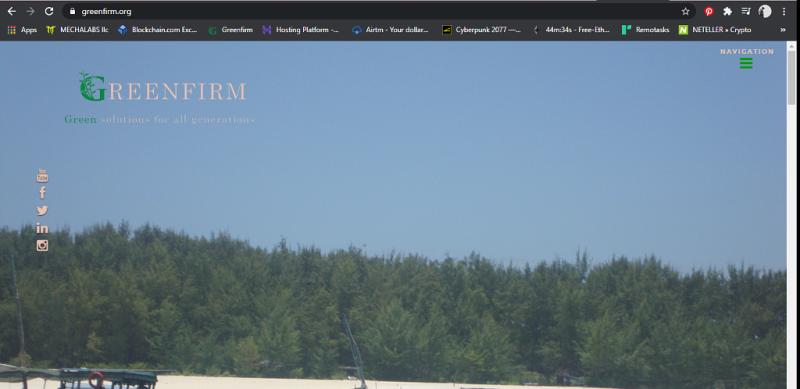 greenfirm.org
Apps MECHALABS llc Blockchain.com Exc... Greenfirm Hosting Platform -... Airtm - Your dollar... Cyberpunk 2077 —... 44m:34s - Free-Eth... Remotasks NETELLER » Crypto »
NAVIGATION
GREENFIRM
Green solutions for all generations
You
Tube